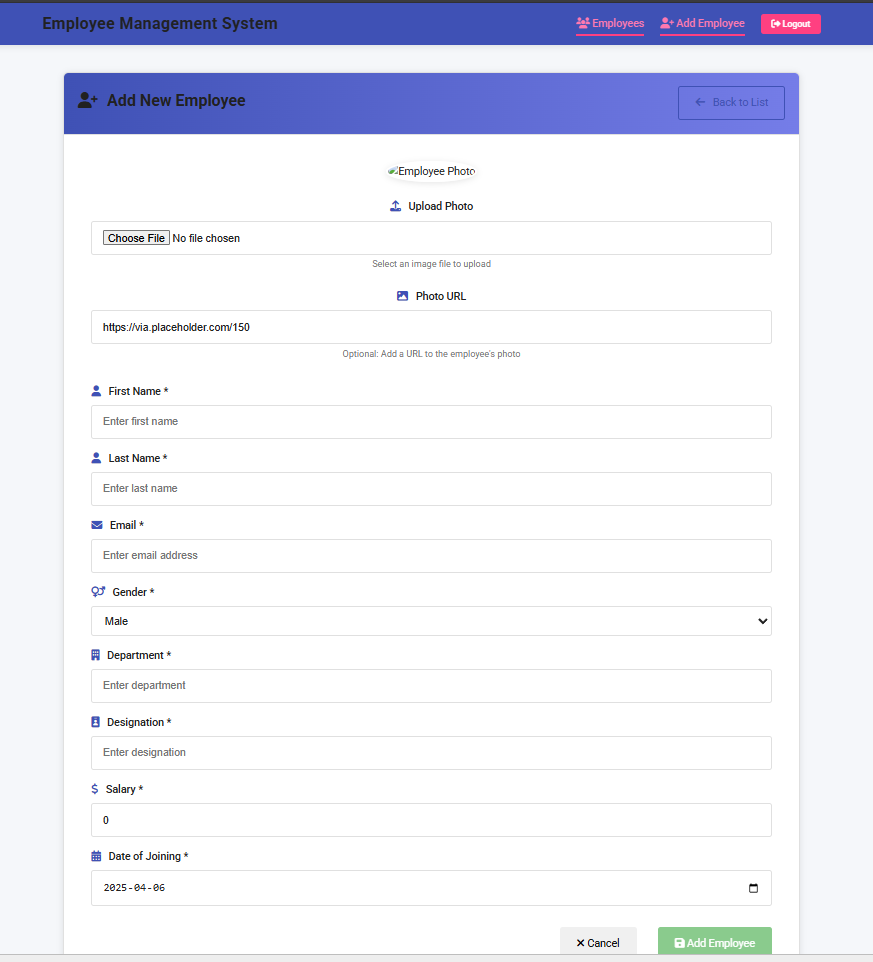 Employee Management System
Employees Add Employee Logout
Add New Employee
Back to List
Employee Photo
Upload Photo
Choose File No file chosen
Select an image file to upload
Photo URL
https://via.placeholder.com/150
Optional: Add a URL to the employee's photo
First Name *
Enter first name
Last Name *
Enter last name
Email *
Enter email address
Gender *
Male
Department *
Enter department
Designation *
Enter designation
Salary *
0
Date of Joining *
2025-04-06
Cancel Add Employee